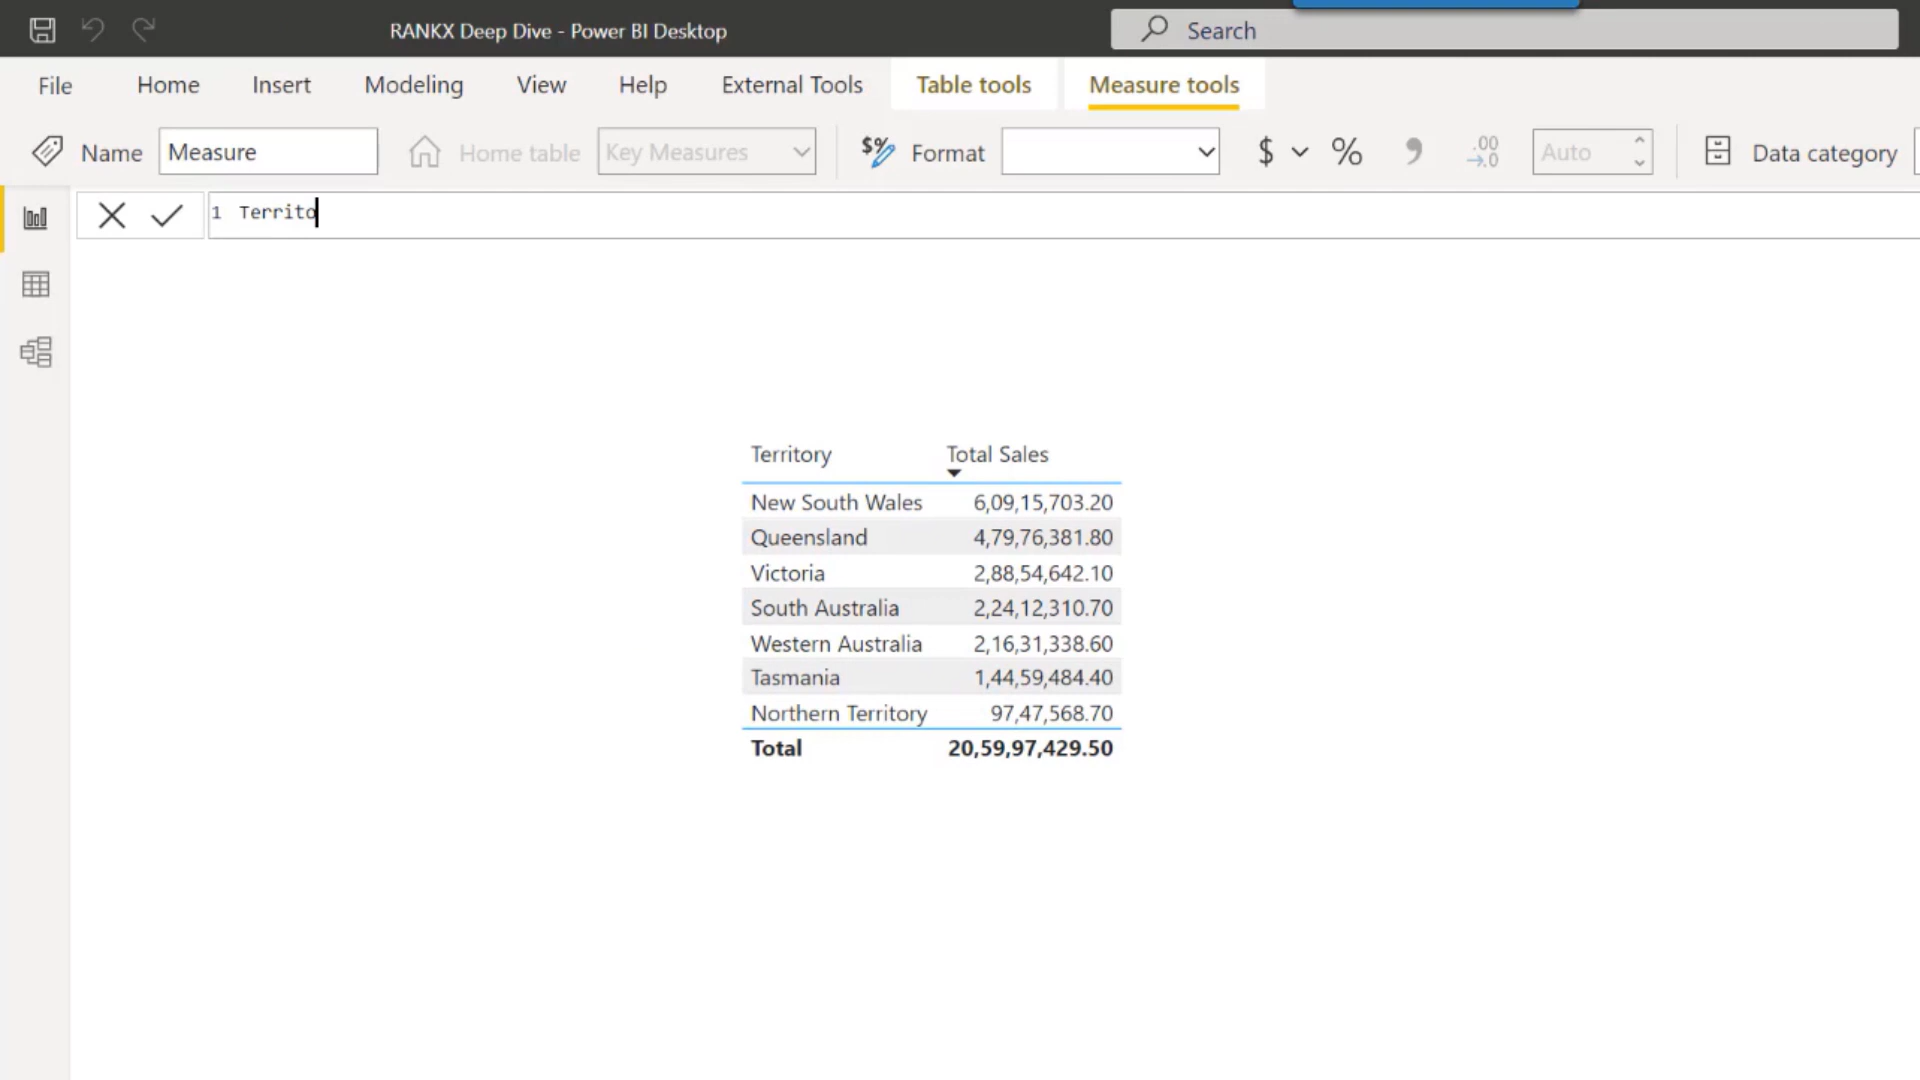 RANKX Deep Dive - Power BI Desktop
Search
File Home Insert Modeling View Help External Tools Table tools Measure tools
Name Measure Home table Key Measures $% Format $ % , .00 →.0 Auto Data category
1 Territo
Territory Total Sales
New South Wales 6,09,15,703.20
Queensland 4,79,76,381.80
Victoria 2,88,54,642.10
South Australia 2,24,12,310.70
Western Australia 2,16,31,338.60
Tasmania 1,44,59,484.40
Northern Territory 97,47,568.70
Total 20,59,97,429.50